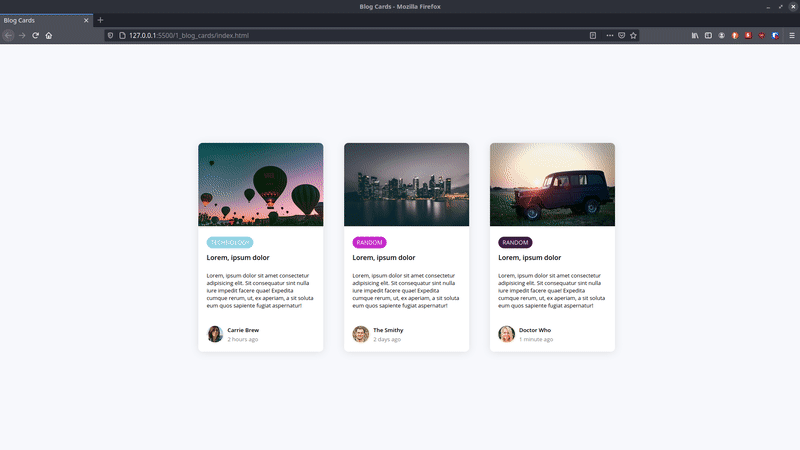 Blog Cards - Mozilla Firefox
Blog Cards
127.0.0.1:5500/1_blog_cards/index.html
TECHNOLOGY
Lorem, ipsum dolor
Lorem, ipsum dolor sit amet consectetur
adipisicing elit. Consequatur sint nulla
iure impedit facere quae! Expedita
cumque rerum, ut, ex aperiam, a sit soluta
eum quos sapiente fugiat aspernatur!
Carrie Brew
2 hours ago
RANDOM
Lorem, ipsum dolor
Lorem, ipsum dolor sit amet consectetur
adipisicing elit. Consequatur sint nulla
iure impedit facere quae! Expedita
cumque rerum, ut, ex aperiam, a sit soluta
eum quos sapiente fugiat aspernatur!
The Smithy
2 days ago
RANDOM
Lorem, ipsum dolor
Lorem, ipsum dolor sit amet consectetur
adipisicing elit. Consequatur sint nulla
iure impedit facere quae! Expedita
cumque rerum, ut, ex aperiam, a sit soluta
eum quos sapiente fugiat aspernatur!
Doctor Who
1 minute ago